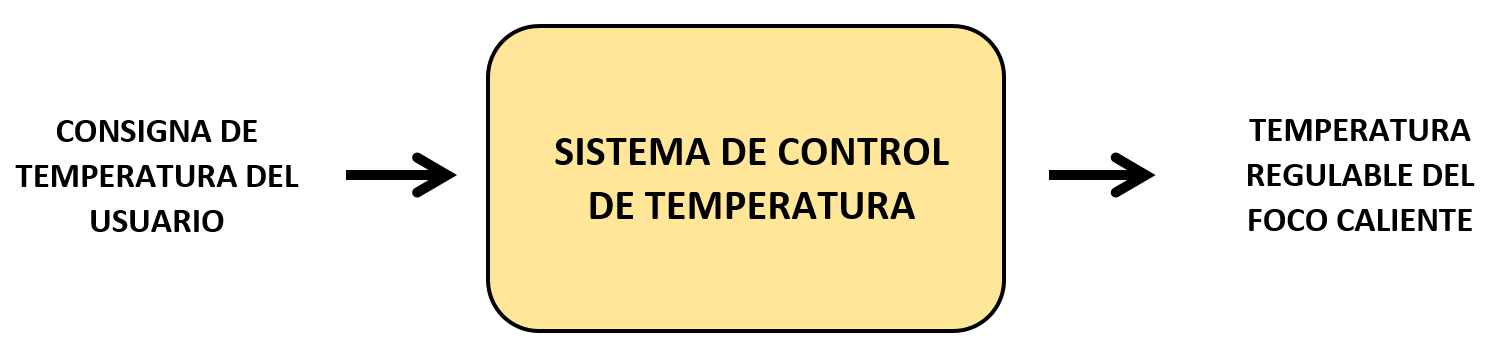 CONSIGNA DE
TEMPERATURA DEL
USUARIO
SISTEMA DE CONTROL
DE TEMPERATURA
TEMPERATURA
REGULABLE DEL
FOCO CALIENTE